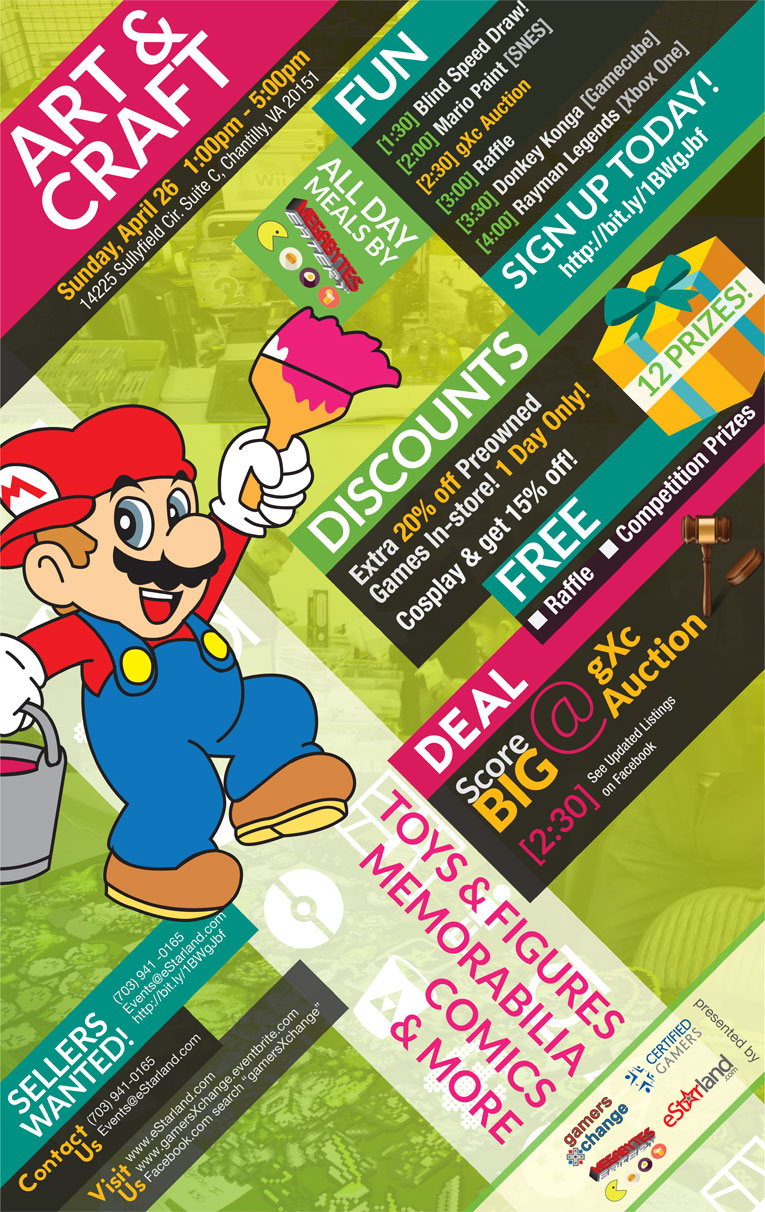 ART &
CRAFT
Sunday, April 26 1:00pm - 5:00pm
14225 Sullyfield Cir. Suite C, Chantilly, VA 20151
FUN
[1:30] Blind Speed Draw!
[2:00] Mario Paint [SNES]
[2:30] gXc Auction
[3:00] Raffle
[3:30] Donkey Konga [Gamecube]
[4:00] Rayman Legends [Xbox One]
SIGN UP TODAY!
http://bit.ly/1BWgJbf
ALL DAY
MEALS BY
MEGABYTES
EATERY
DISCOUNTS
Extra 20% off Preowned
Games In-store! 1 Day Only!
Cosplay & get 15% off!
12 PRIZES!
FREE
Raffle Competition Prizes
DEAL
Score
BIG @ gXc
Auction
[2:30] See Updated Listings
on Facebook
M
Wii
TOYS & FIGURES
MEMORABILIA
COMICS
& MORE
SELLERS
WANTED!
(703) 941 -0165
Events@eStarland.com
http://bit.ly/1BWgJbf
Contact
Us
(703) 941-0165
Events@eStarland.com
Visit
Us
www.eStarland.com
www.gamersXchange.eventbrite.com
Facebook.com search "gamersXchange"
presented by
CERTIFIED
GAMERS
eStarland
.com
gamers
change
MEGABYTES
EATERY